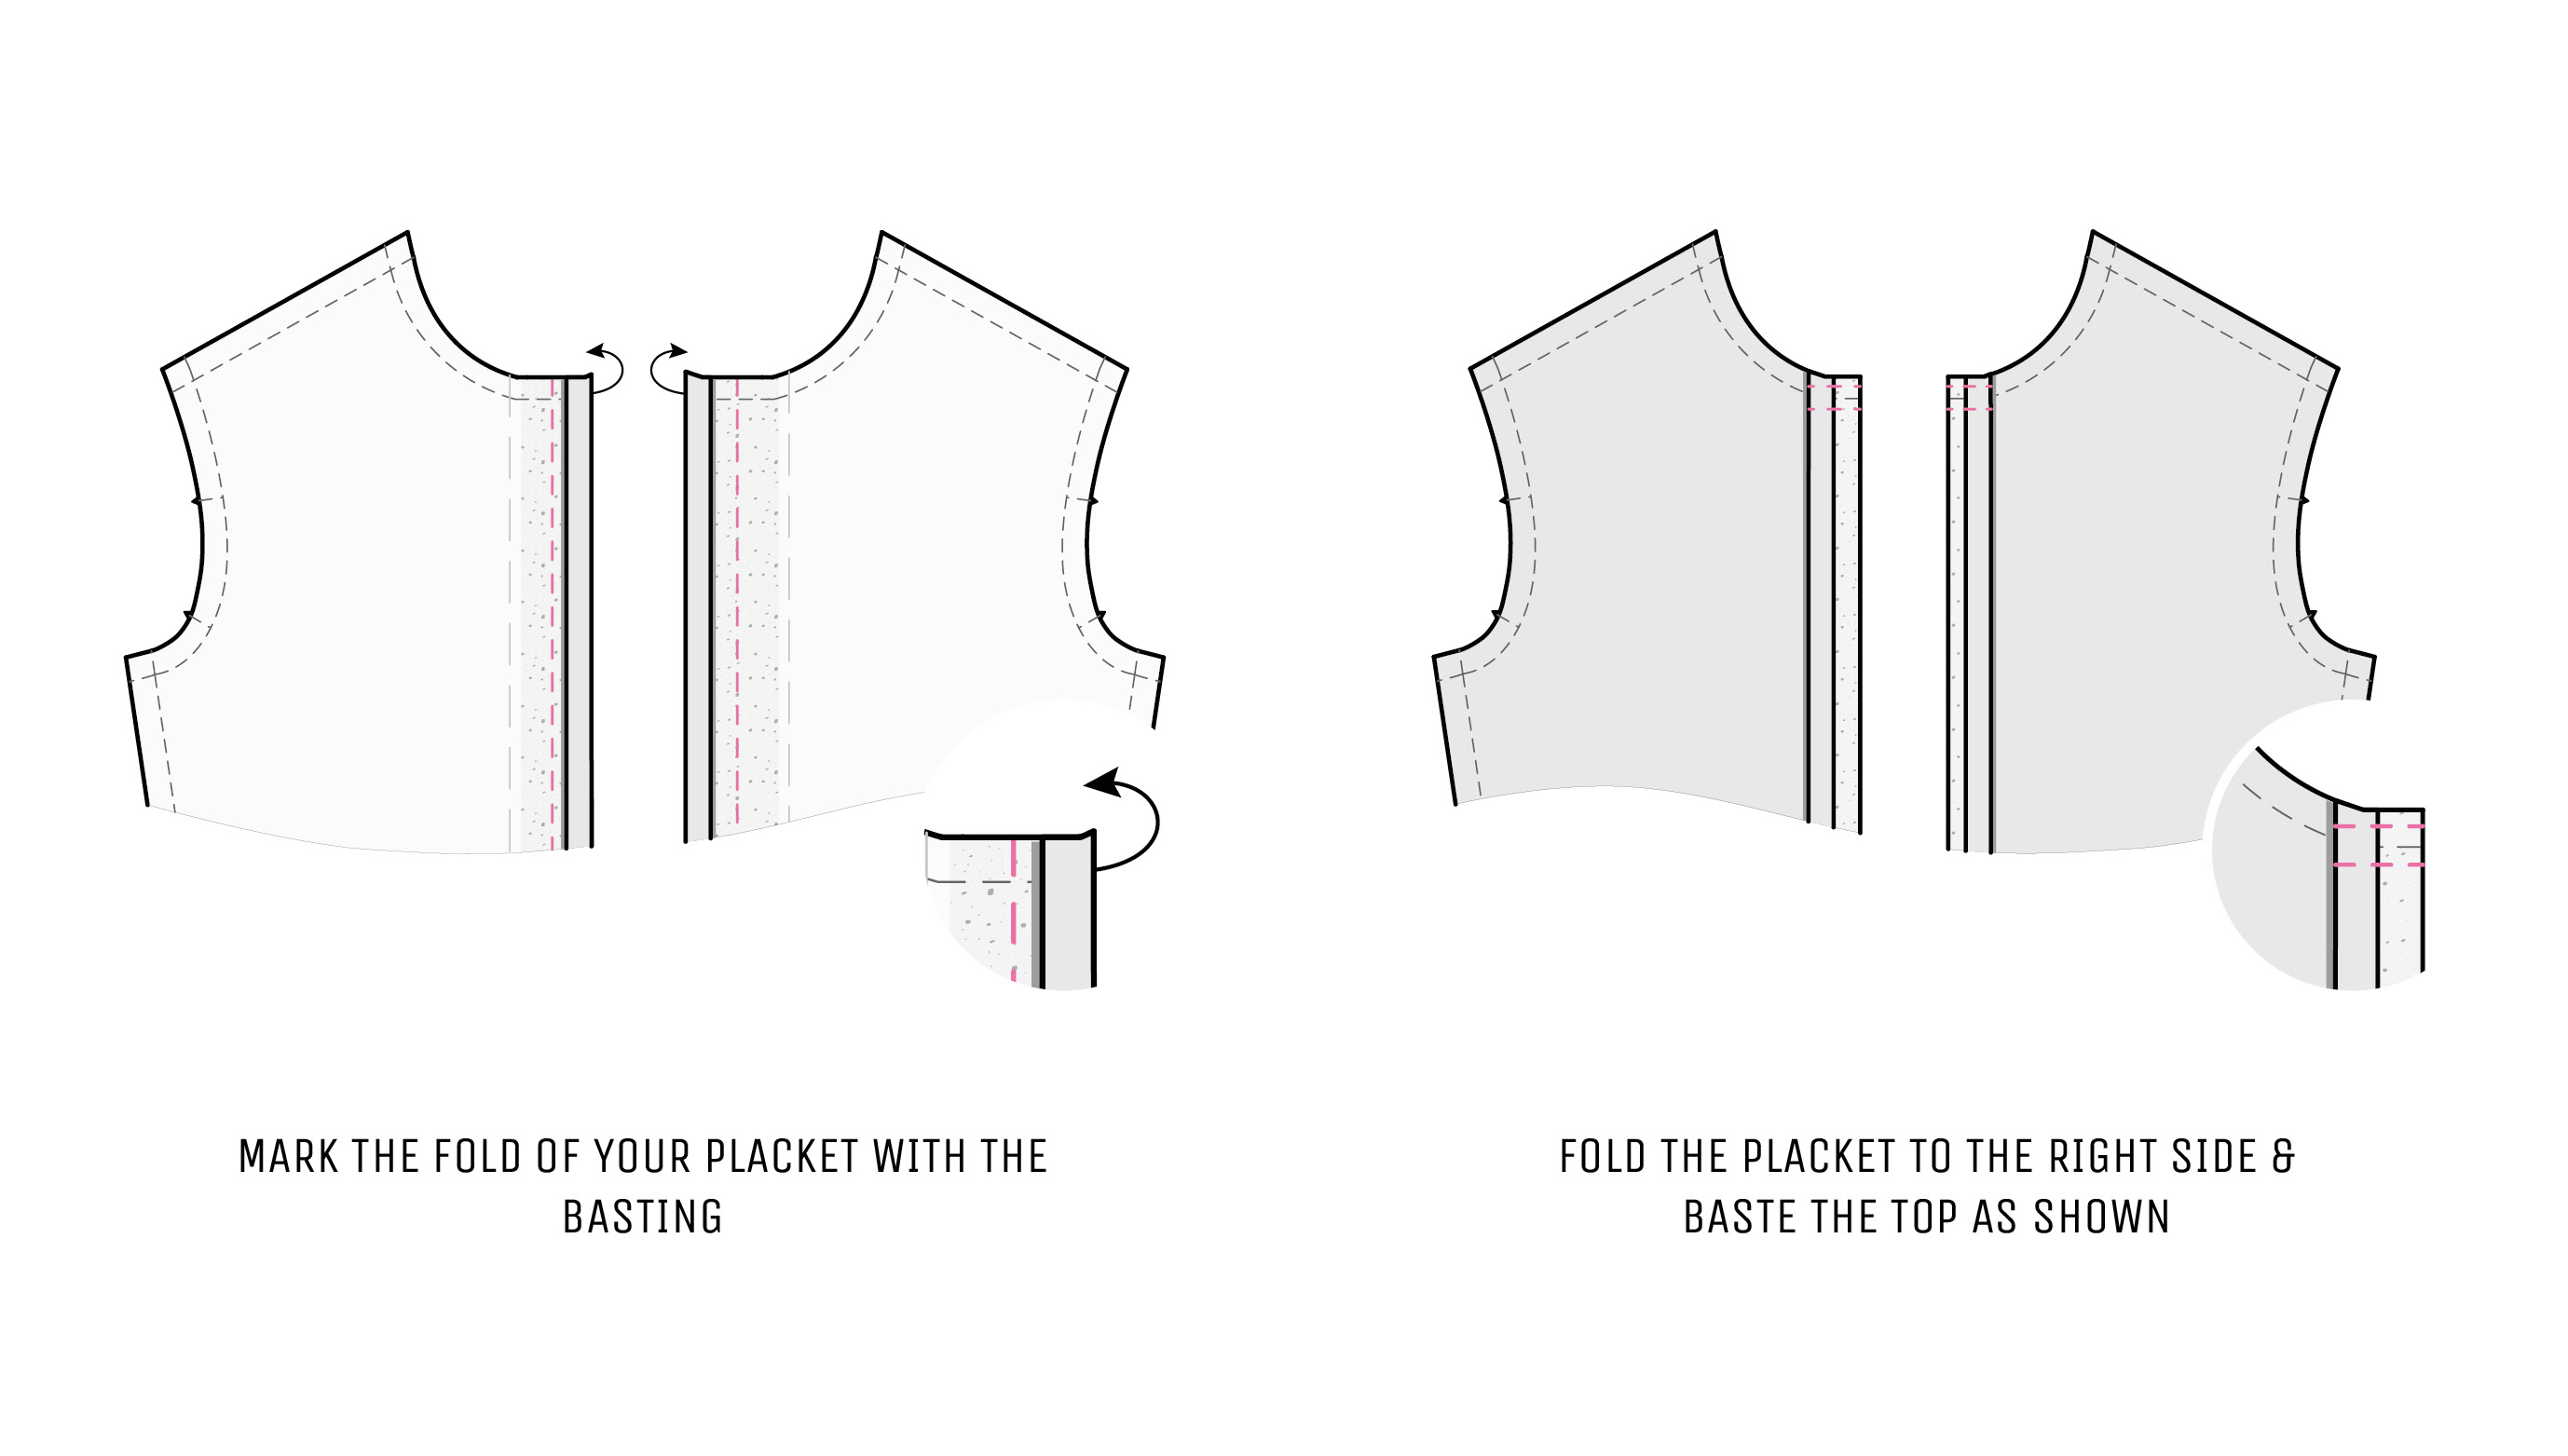 MARK THE FOLD OF YOUR PLACKET WITH THE
BASTING
FOLD THE PLACKET TO THE RIGHT SIDE &
BASTE THE TOP AS SHOWN